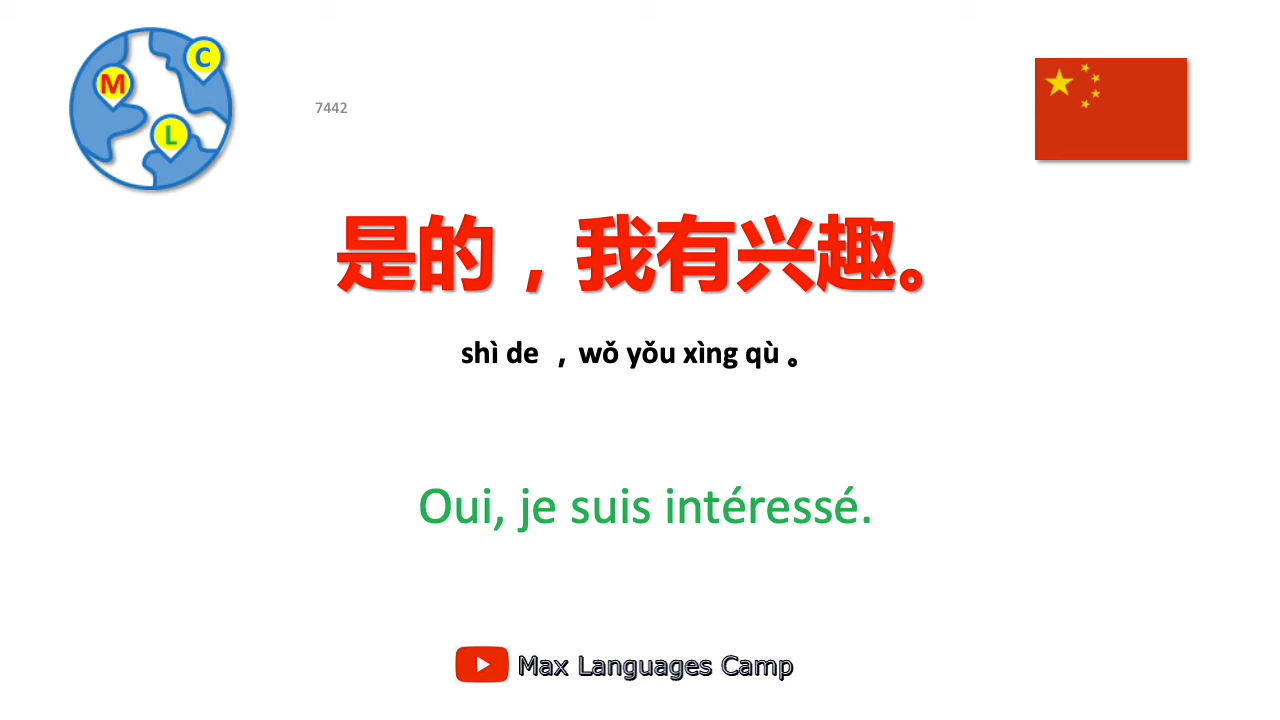 M
C
L
7442
是的，我有兴趣。
shì de ，wǒ yǒu xìng qù 。
Oui, je suis intéressé.
Max Languages Camp